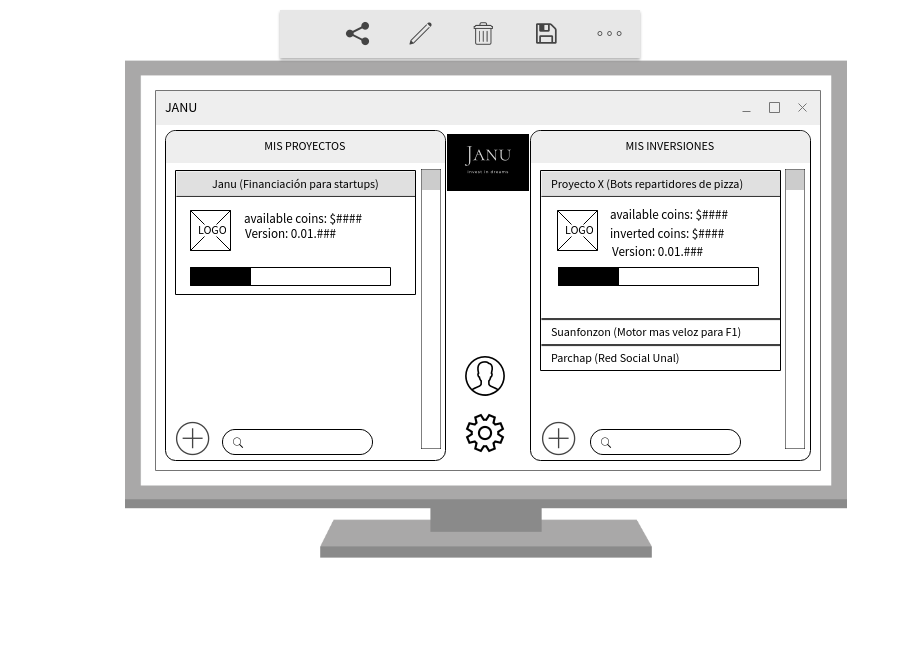 JANU
MIS PROYECTOS
Janu (Financiación para startups)
LOGO
available coins: $####
Version: 0.01.###
JANU
invest in dreams
MIS INVERSIONES
Proyecto X (Bots repartidores de pizza)
LOGO
available coins: $####
inverted coins: $####
Version: 0.01.###
Suanfonzon (Motor mas veloz para F1)
Parchap (Red Social Unal)